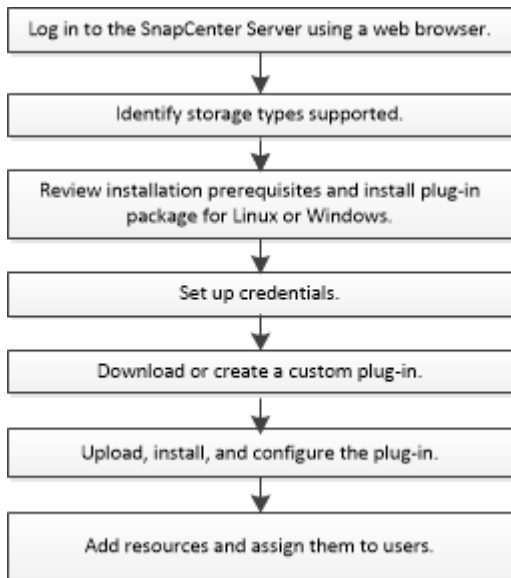 Log in to the SnapCenter Server using a web browser.
Identify storage types supported.
Review installation prerequisites and install plug-in
package for Linux or Windows.
Set up credentials.
Download or create a custom plug-in.
Upload, install, and configure the plug-in.
Add resources and assign them to users.